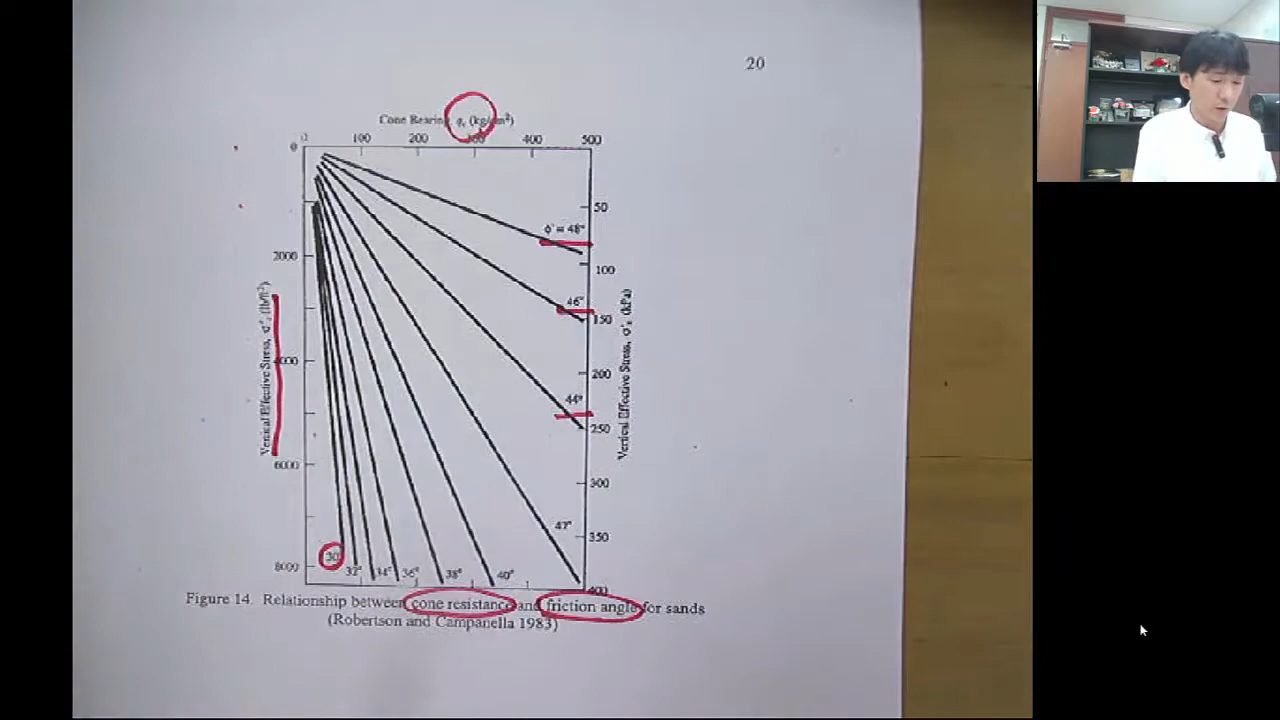 20
Cone Bearing, qc (kg/cm²)
0 100 200 300 400 500
0
2000
4000
6000
8000
Vertical Effective Stress, σ'v (lb/ft²)
50
100
150
200
250
300
350
400
Vertical Effective Stress, σ'v (kPa)
ϕ' = 48°
46°
44°
42°
30° 32° 34° 36° 38° 40°
Figure 14. Relationship between cone resistance and friction angle for sands
(Robertson and Campanella 1983)